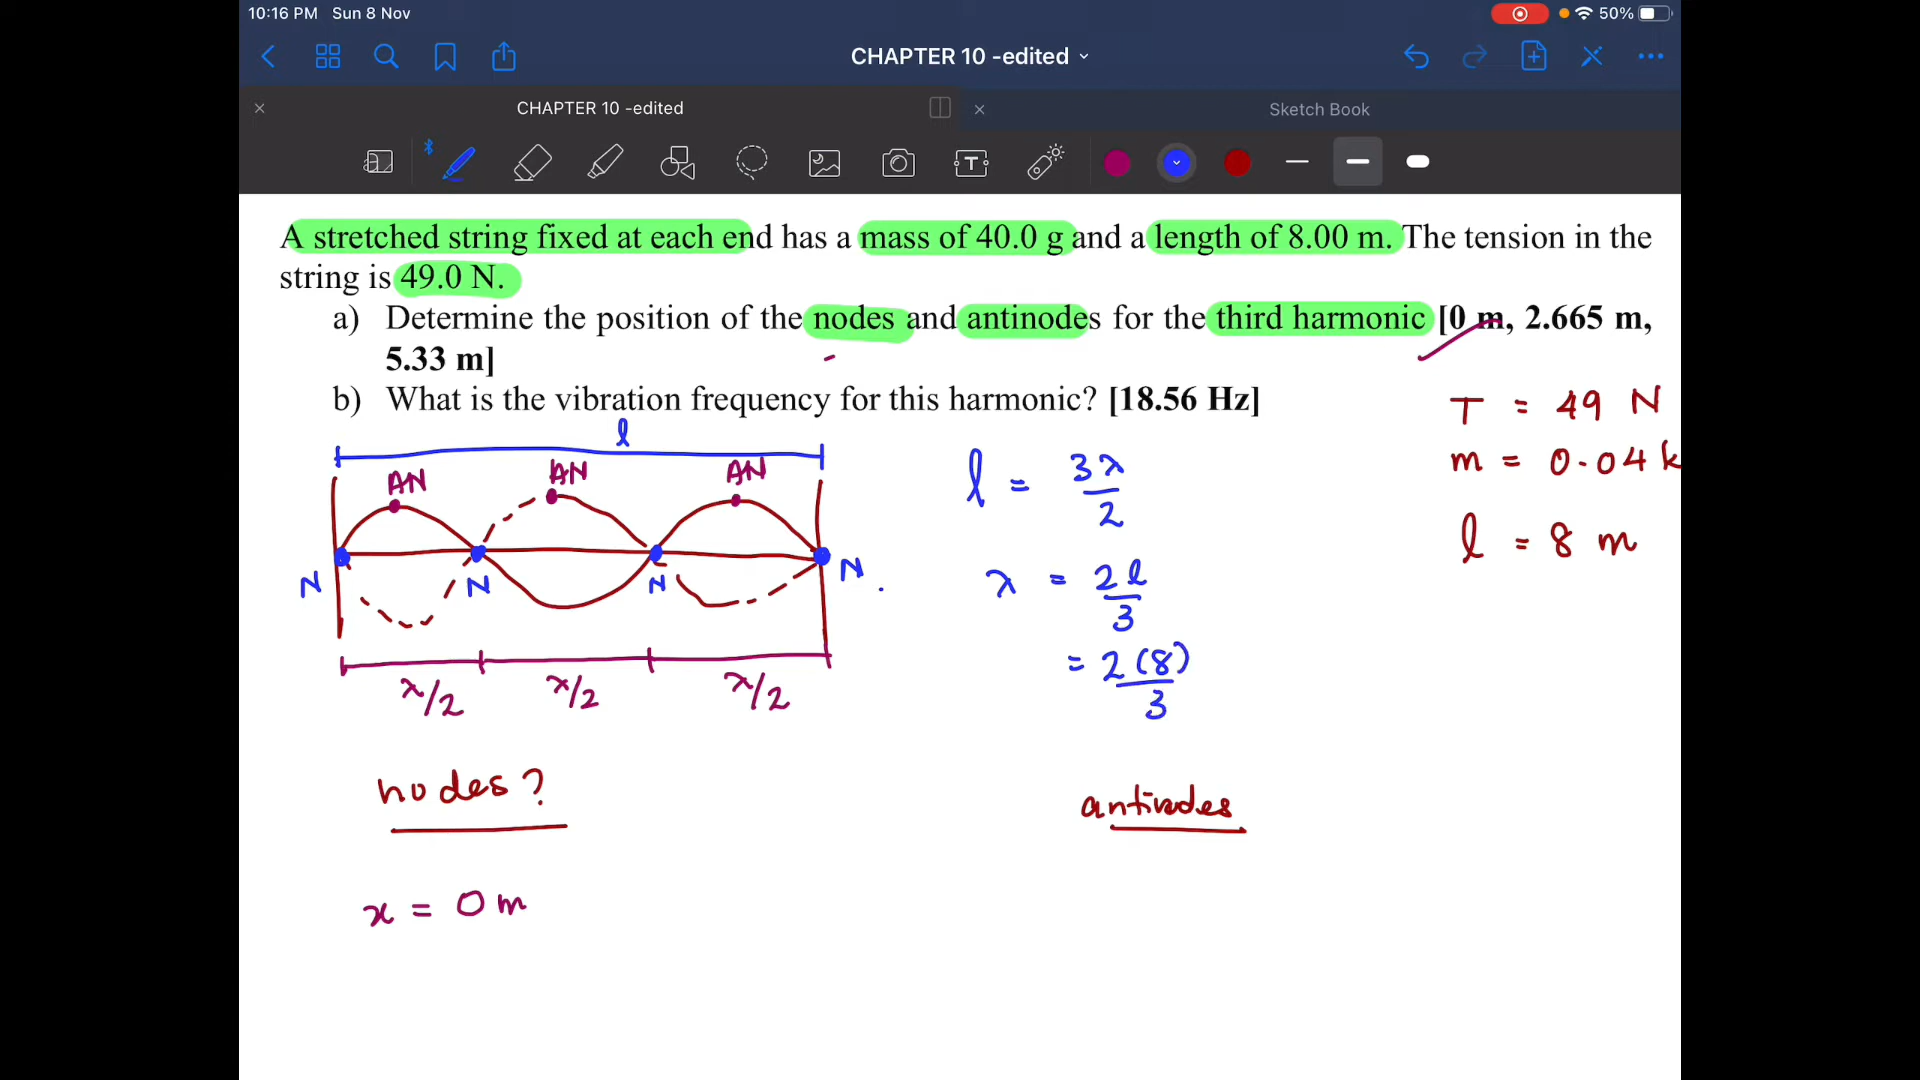 10:16 PM Sun 8 Nov
50%
CHAPTER 10 -edited
CHAPTER 10 -edited
Sketch Book
A stretched string fixed at each end has a mass of 40.0 g and a length of 8.00 m. The tension in the
string is 49.0 N.
a) Determine the position of the nodes and antinodes for the third harmonic [0 m, 2.665 m,
5.33 m]
b) What is the vibration frequency for this harmonic? [18.56 Hz]
T = 49 N
m = 0.04 k
l = 8 m
l
AN AN AN
N N N N.
λ/2 λ/2 λ/2
l = 3λ/2
λ = 2l/3
= 2(8)/3
nodes?
x = 0 m
antinodes